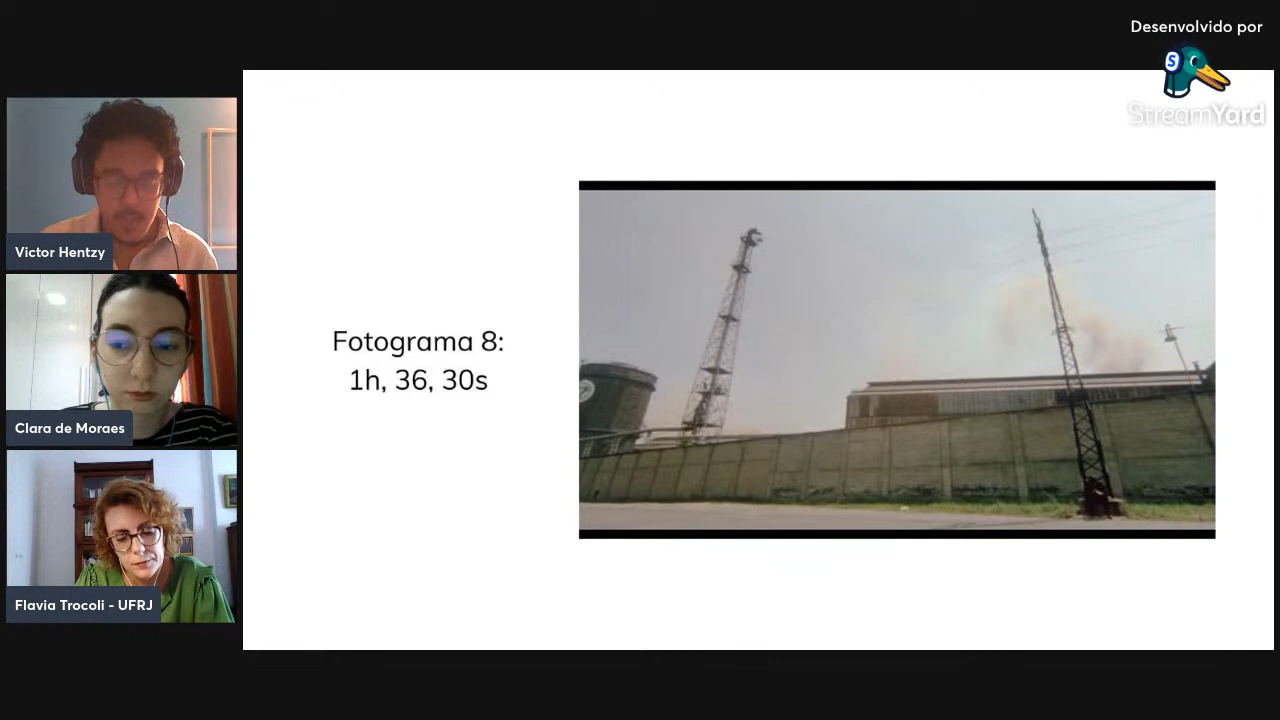 Desenvolvido por
StreamYard
Victor Hentzy
Clara de Moraes
Flavia Trocoli - UFRJ
Fotograma 8:
1h, 36, 30s